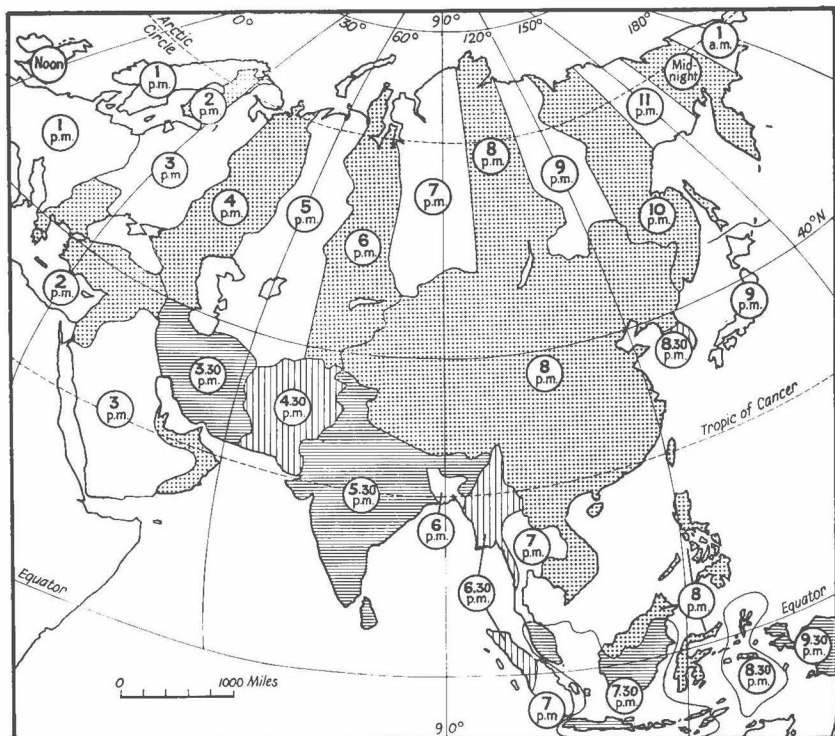 Arctic
Circle
0°
30°
60°
90°
120°
150°
180°
Noon
1
p.m.
2
p.m.
1
p.m.
3
p.m
4
p.m.
5
p.m.
6
p.m.
7
p.m.
8
p.m.
9
p.m.
11
p.m.
Mid-
night
1
a.m.
10
p.m.
40°N
2
p.m.
3
p.m.
3.30
p.m.
4.30
p.m.
5.30
p.m.
6
p.m.
8
p.m.
8.30
p.m.
9
p.m.
Tropic of Cancer
7
p.m.
6.30
p.m.
8
p.m.
Equator
Equator
9.30
p.m.
8.30
p.m.
7.30
p.m.
7
p.m
0
1000 Miles
90°